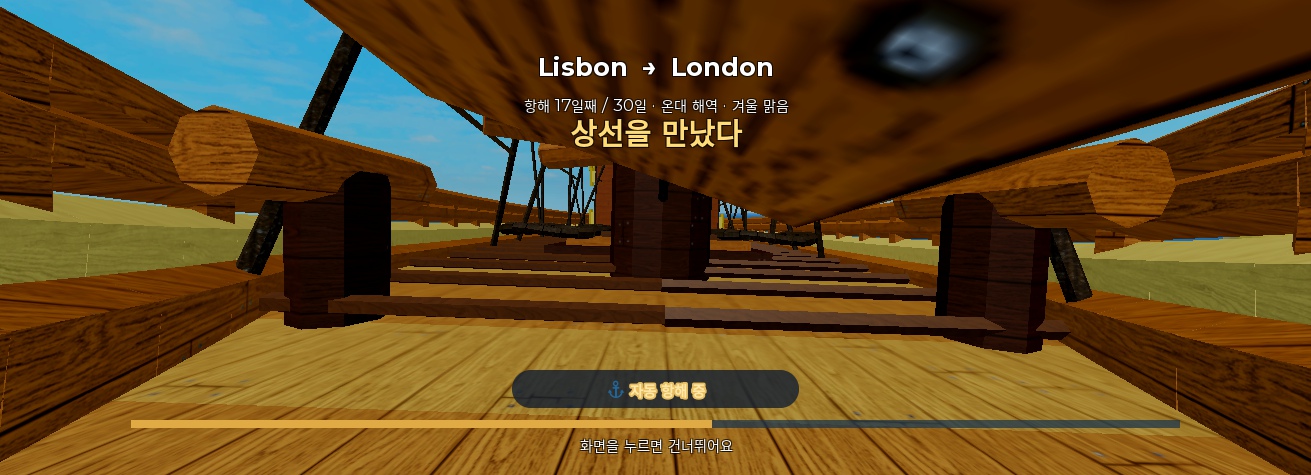 Lisbon → London
항해 17일째 / 30일 · 온대 해역 · 겨울 맑음
상선을 만났다
⚓ 자동 항해 중
화면을 누르면 건너뛰어요